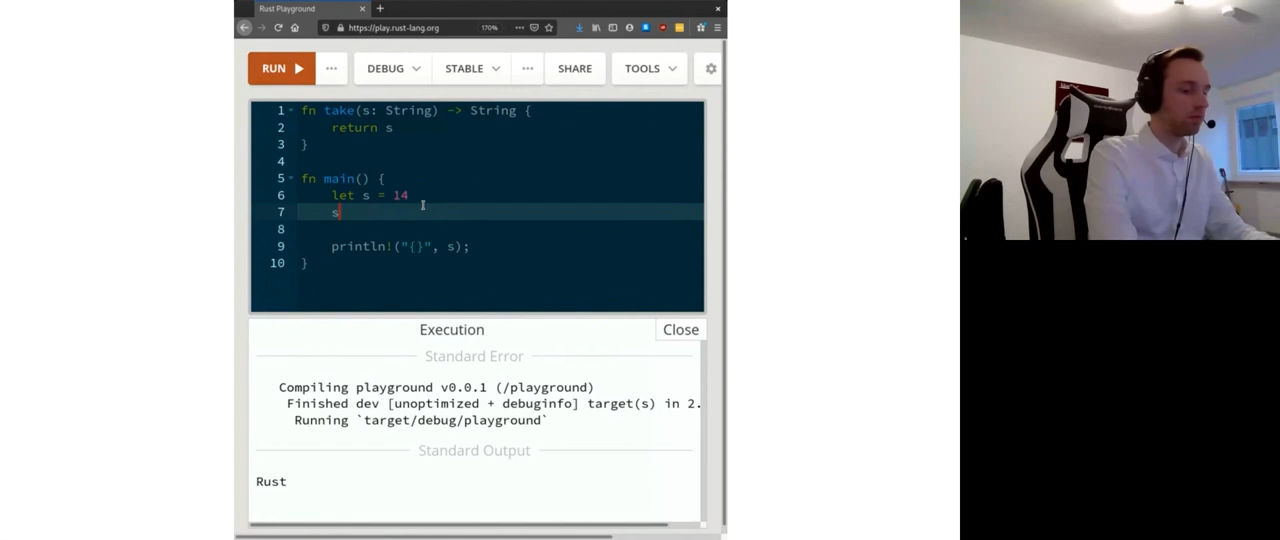 Rust Playground
https://play.rust-lang.org
170%
RUN
DEBUG
STABLE
SHARE
TOOLS
1 fn take(s: String) -> String {
2 return s
3 }
4
5 fn main() {
6 let s = 14
7 s
8
9 println!("{}", s);
10 }
Execution
Close
Standard Error
Compiling playground v0.0.1 (/playground)
Finished dev [unoptimized + debuginfo] target(s) in 2.
Running `target/debug/playground`
Standard Output
Rust